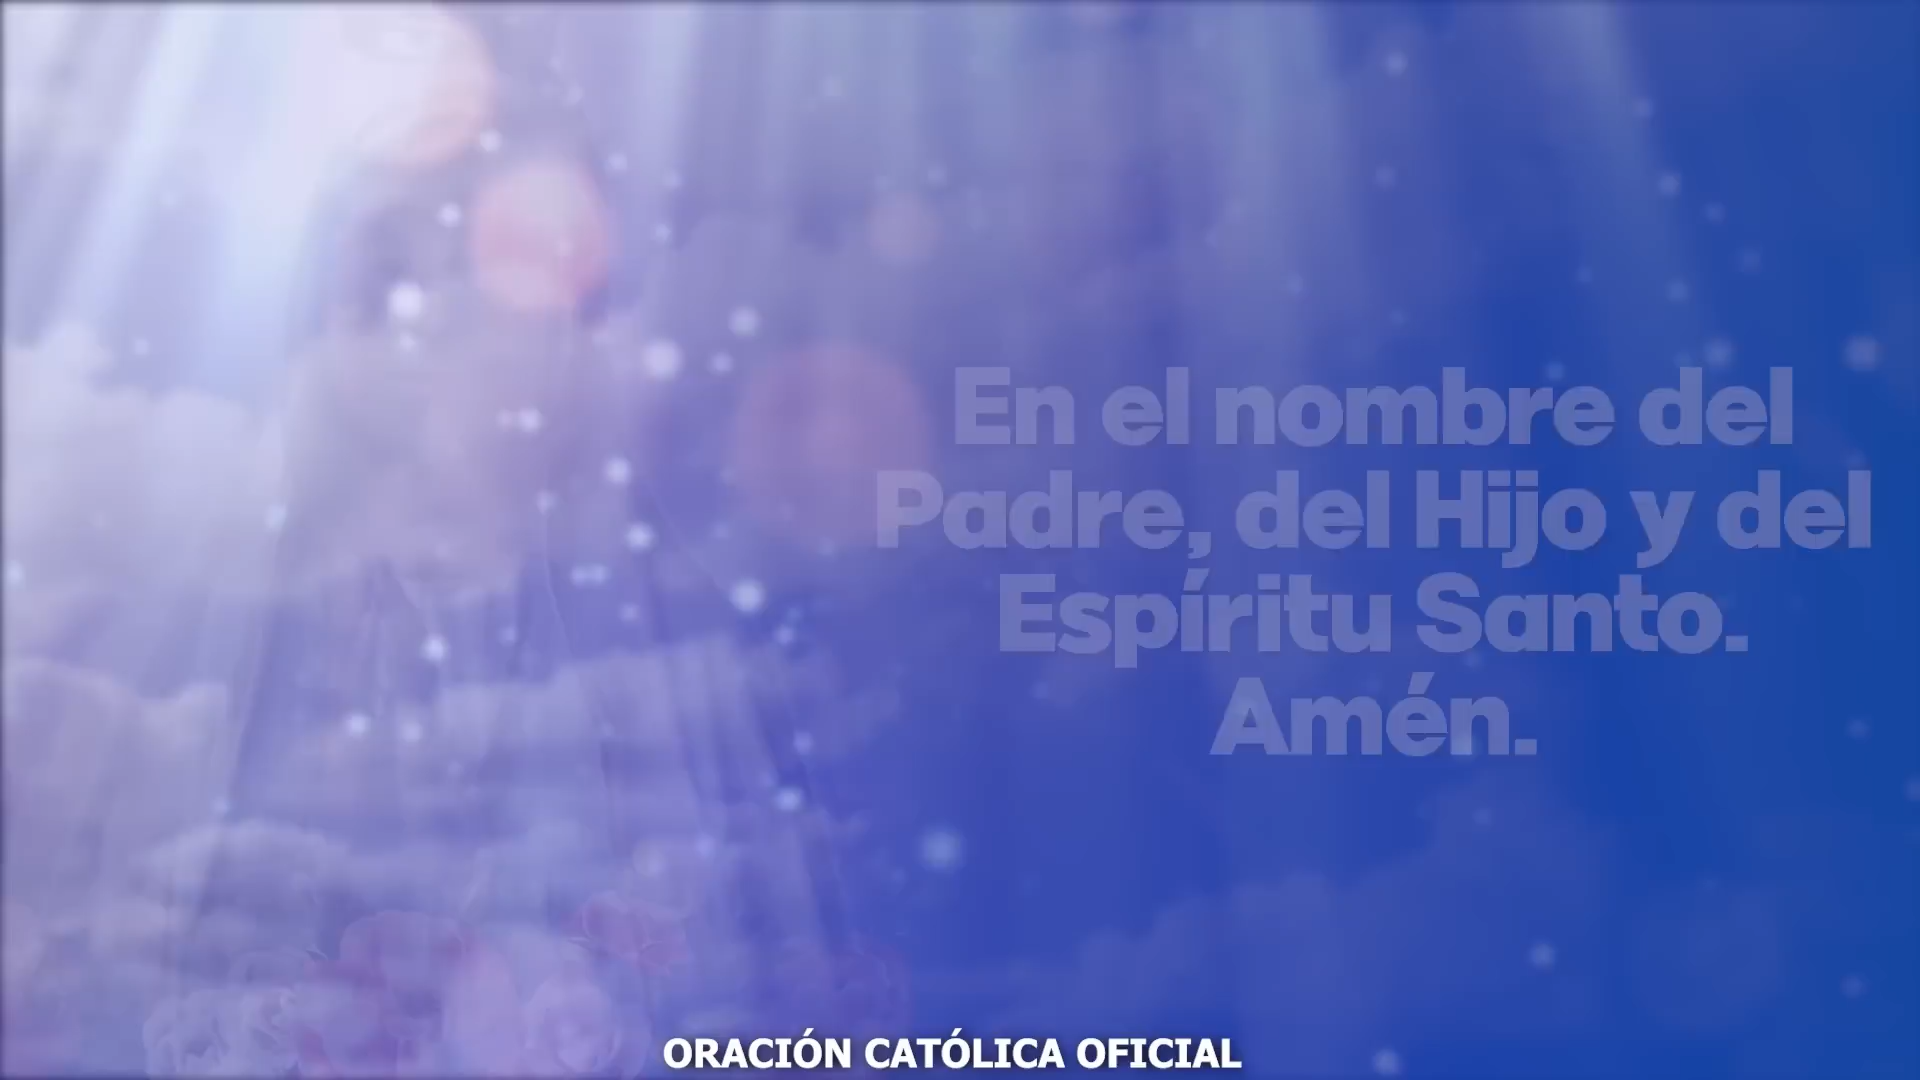 En el nombre del
Padre, del Hijo y del
Espíritu Santo.
Amén.
ORACIÓN CATÓLICA OFICIAL